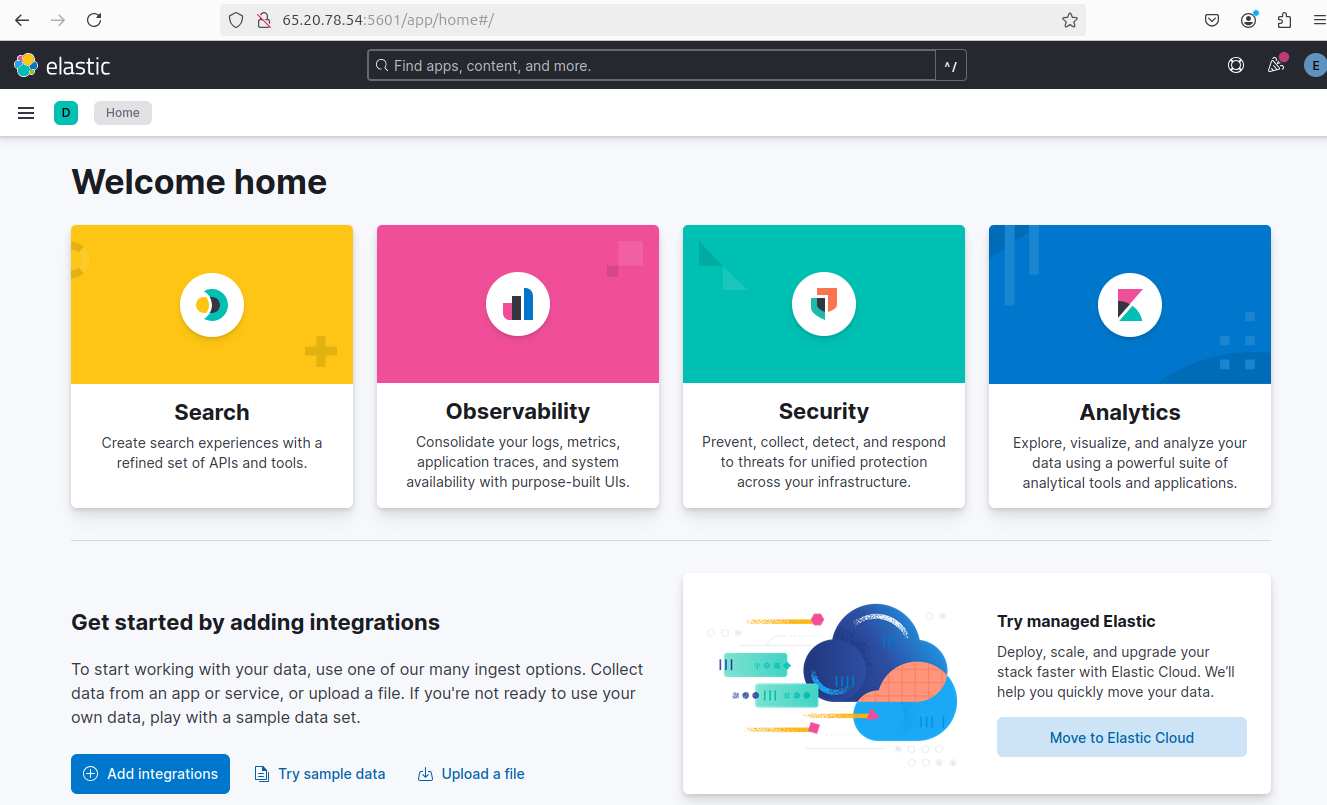 65.20.78.54:5601/app/home#/
elastic
Find apps, content, and more.
^ /
E
D
Home
Welcome home
Search
Create search experiences with a
refined set of APIs and tools.
Observability
Consolidate your logs, metrics,
application traces, and system
availability with purpose-built UIs.
Security
Prevent, collect, detect, and respond
to threats for unified protection
across your infrastructure.
Analytics
Explore, visualize, and analyze your
data using a powerful suite of
analytical tools and applications.
Get started by adding integrations
To start working with your data, use one of our many ingest options. Collect
data from an app or service, or upload a file. If you're not ready to use your
own data, play with a sample data set.
Add integrations
Try sample data
Upload a file
Try managed Elastic
Deploy, scale, and upgrade your
stack faster with Elastic Cloud. We’ll
help you quickly move your data.
Move to Elastic Cloud